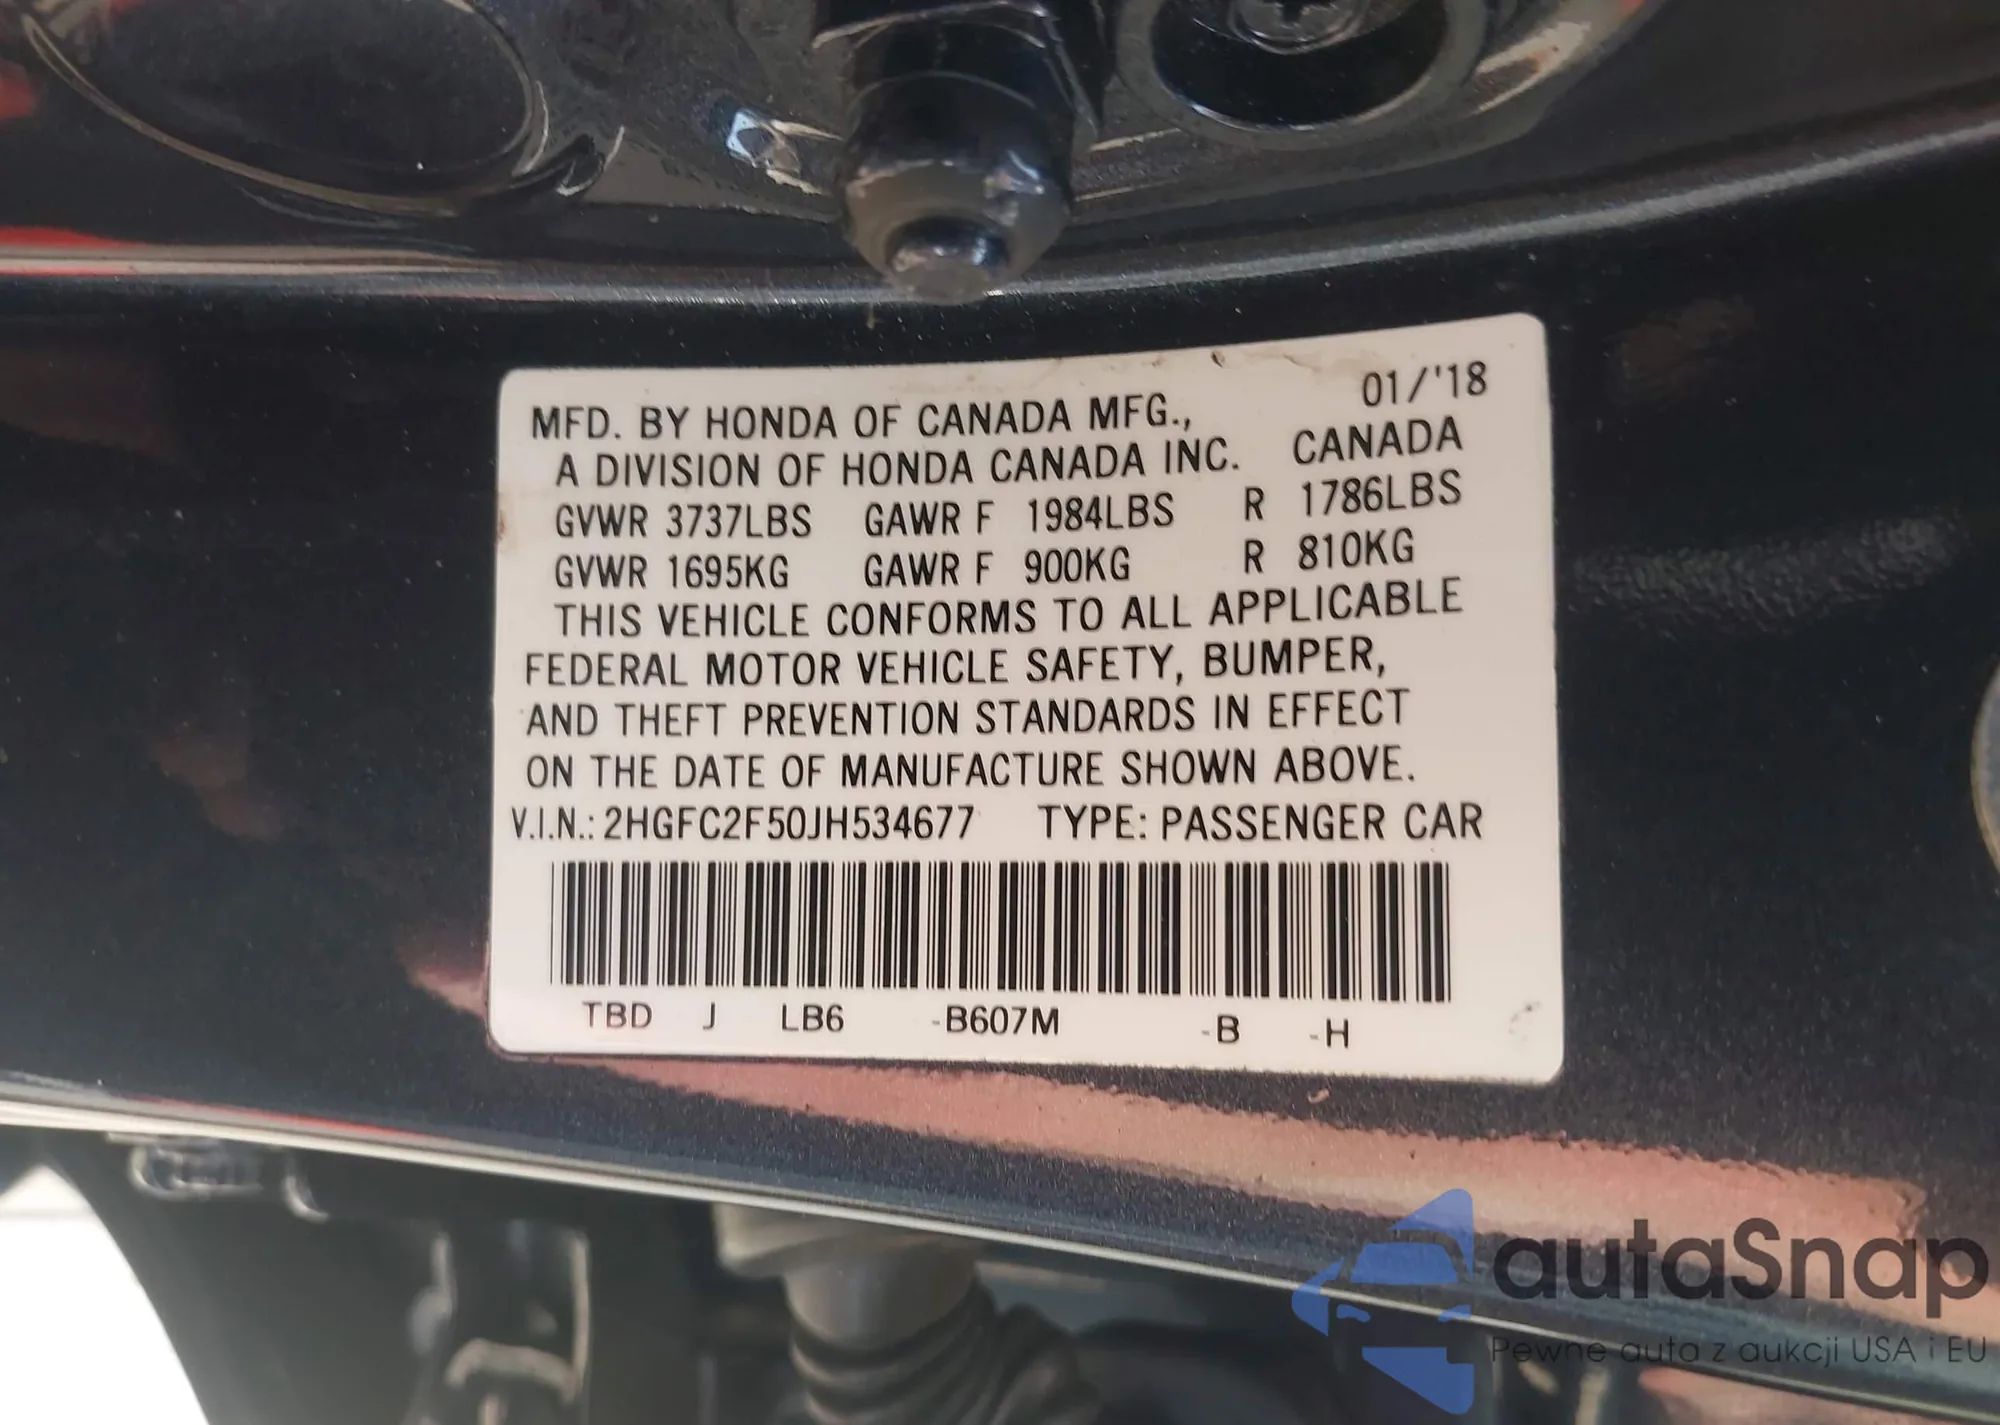 01/'18
MFD. BY HONDA OF CANADA MFG.,
A DIVISION OF HONDA CANADA INC. CANADA
GVWR 3737LBS GAWR F 1984LBS R 1786LBS
GVWR 1695KG GAWR F 900KG R 810KG
THIS VEHICLE CONFORMS TO ALL APPLICABLE
FEDERAL MOTOR VEHICLE SAFETY, BUMPER,
AND THEFT PREVENTION STANDARDS IN EFFECT
ON THE DATE OF MANUFACTURE SHOWN ABOVE.
V.I.N.: 2HGFC2F50JH534677 TYPE: PASSENGER CAR
TBD J LB6 -B607M -B -H
autaSnap
Pewne auta z aukcji USA i EU